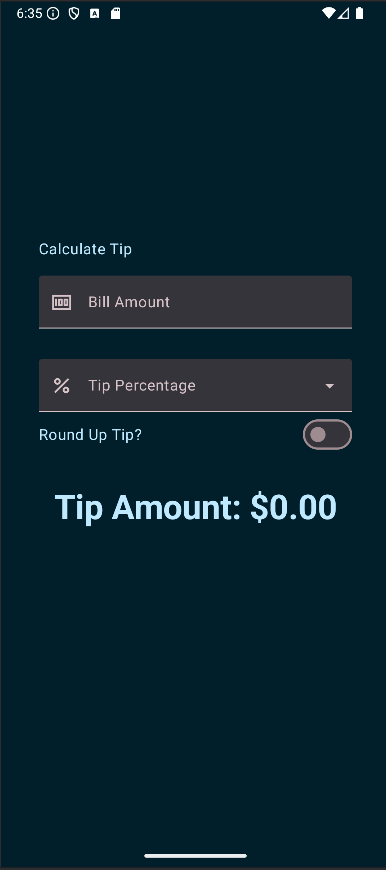 6:35
Calculate Tip
Bill Amount
Tip Percentage
Round Up Tip?
Tip Amount: $0.00